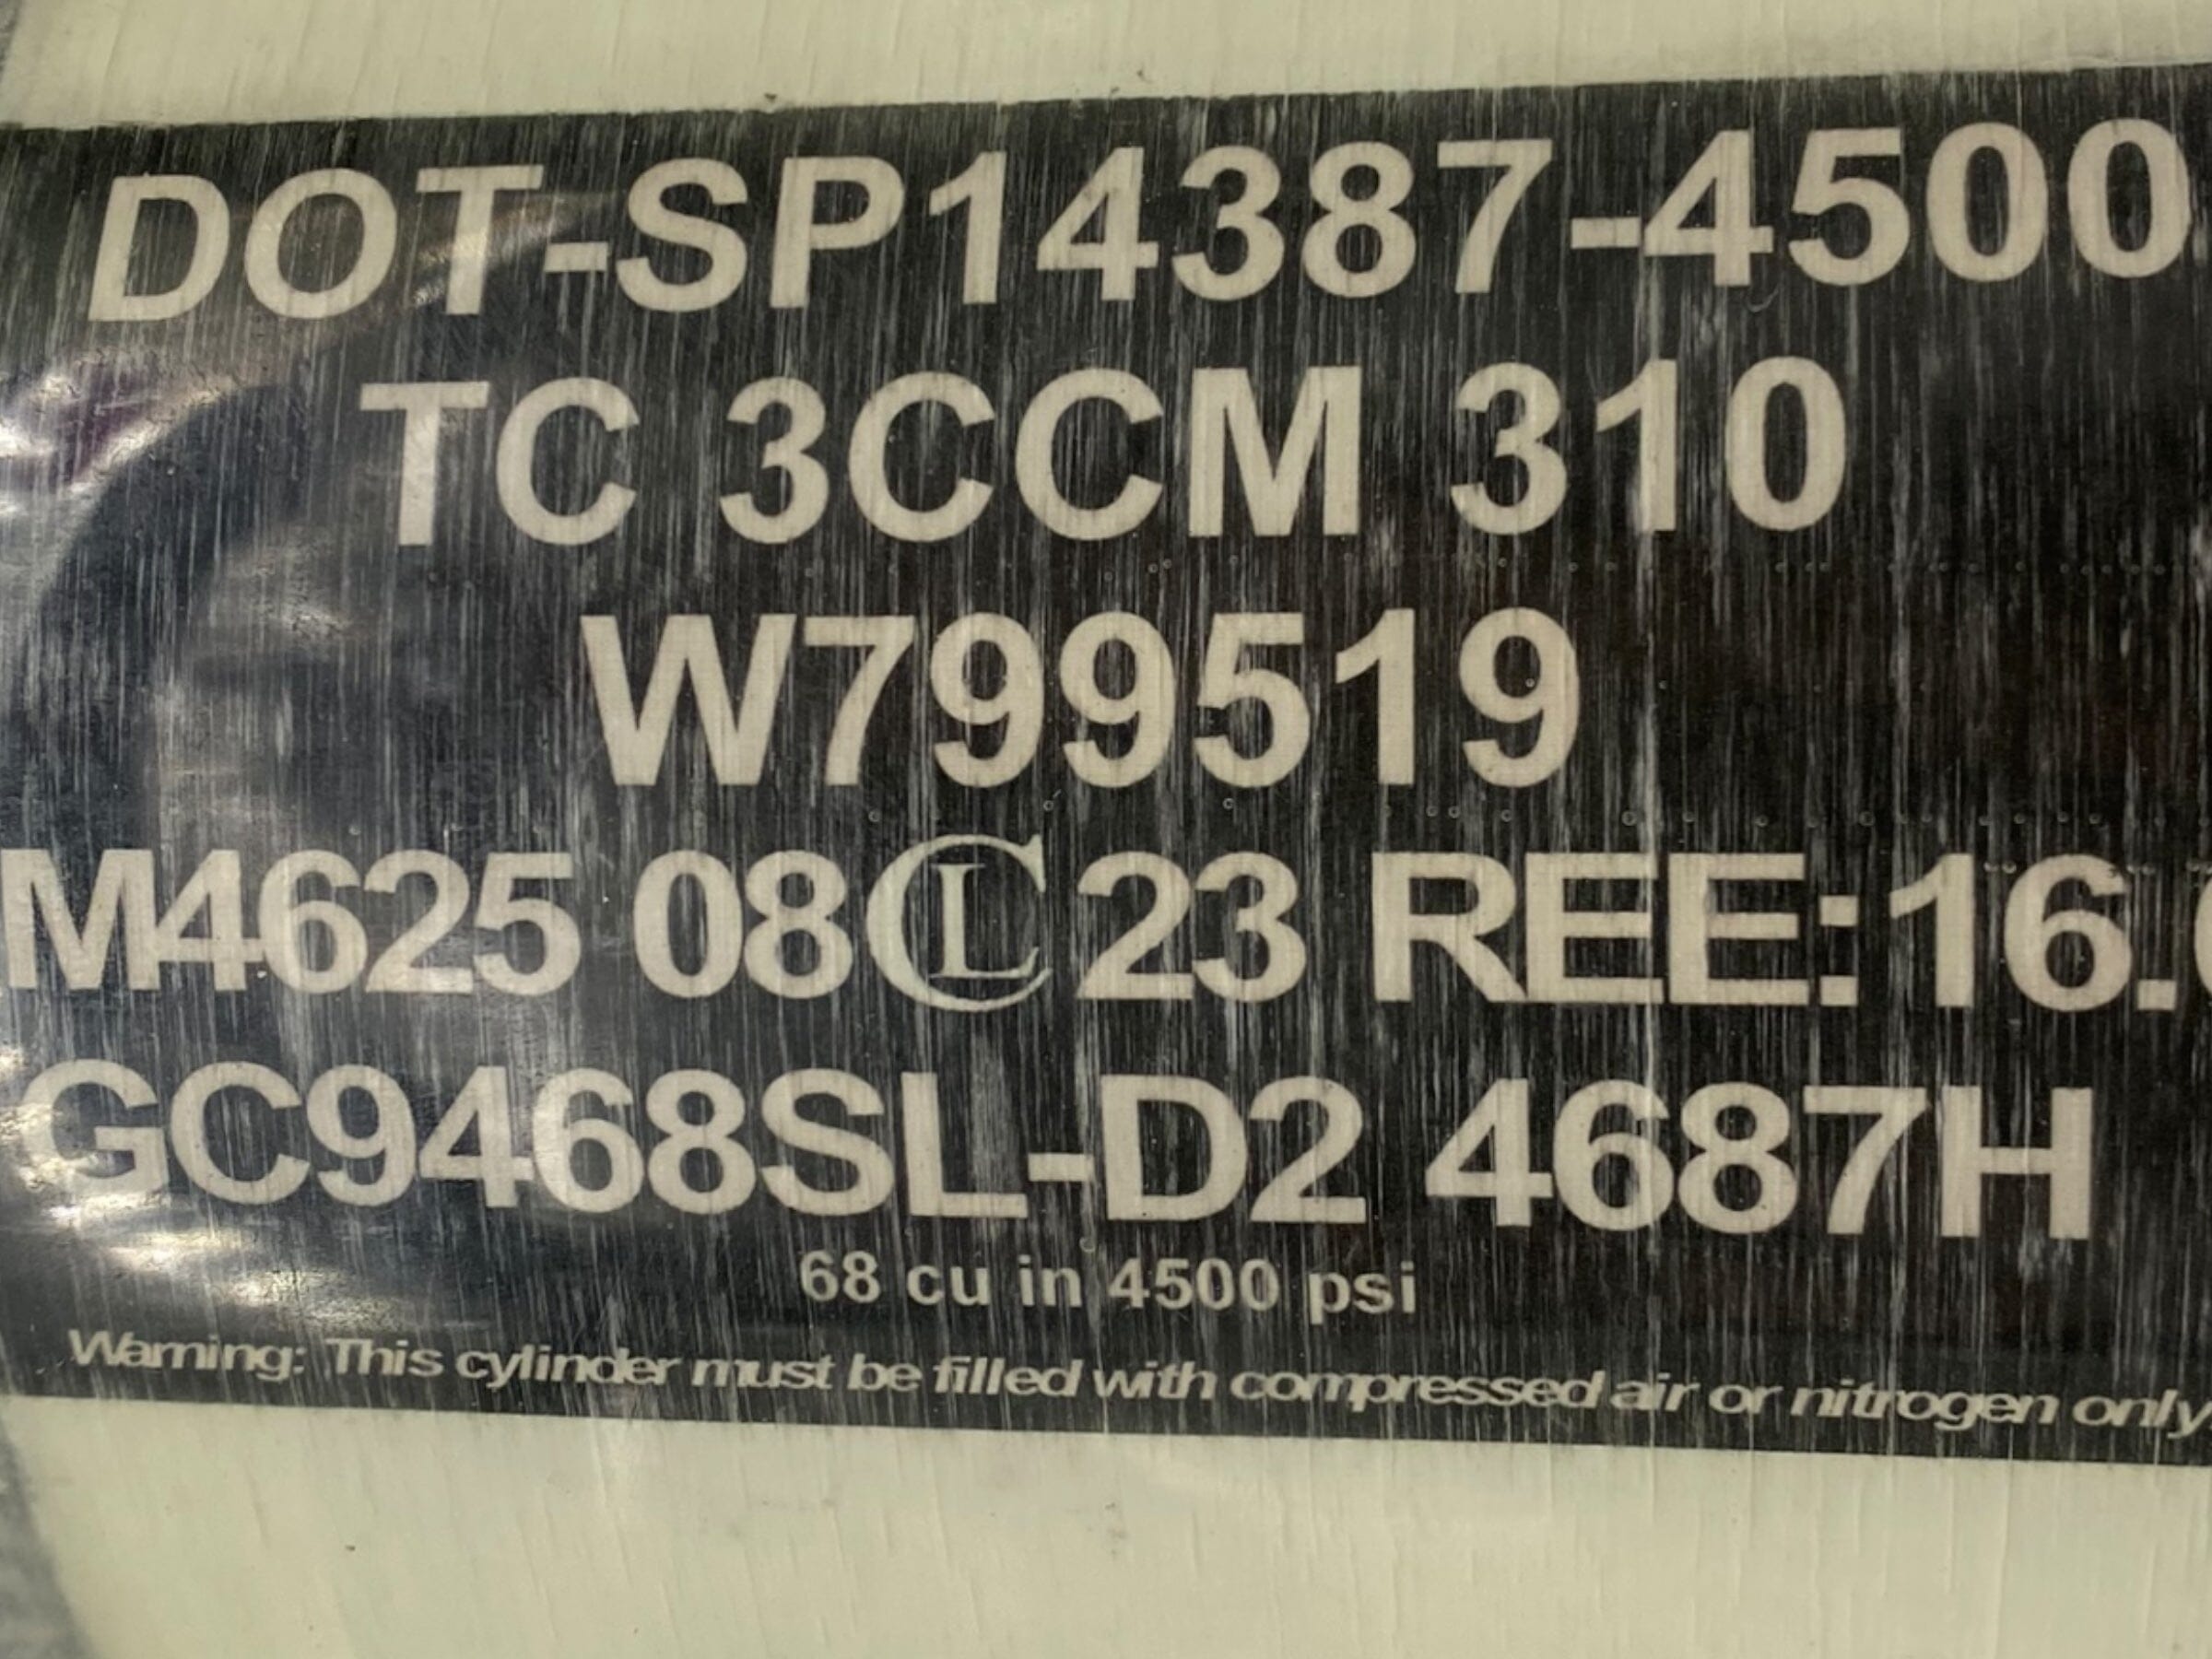 DOT-SP14387-4500
TC 3CCM 310
W799519
M4625 08 CL 23 REE:16.
GC9468SL-D2 4687H
68 cu in 4500 psi
Warning: This cylinder must be filled with compressed air or nitrogen only